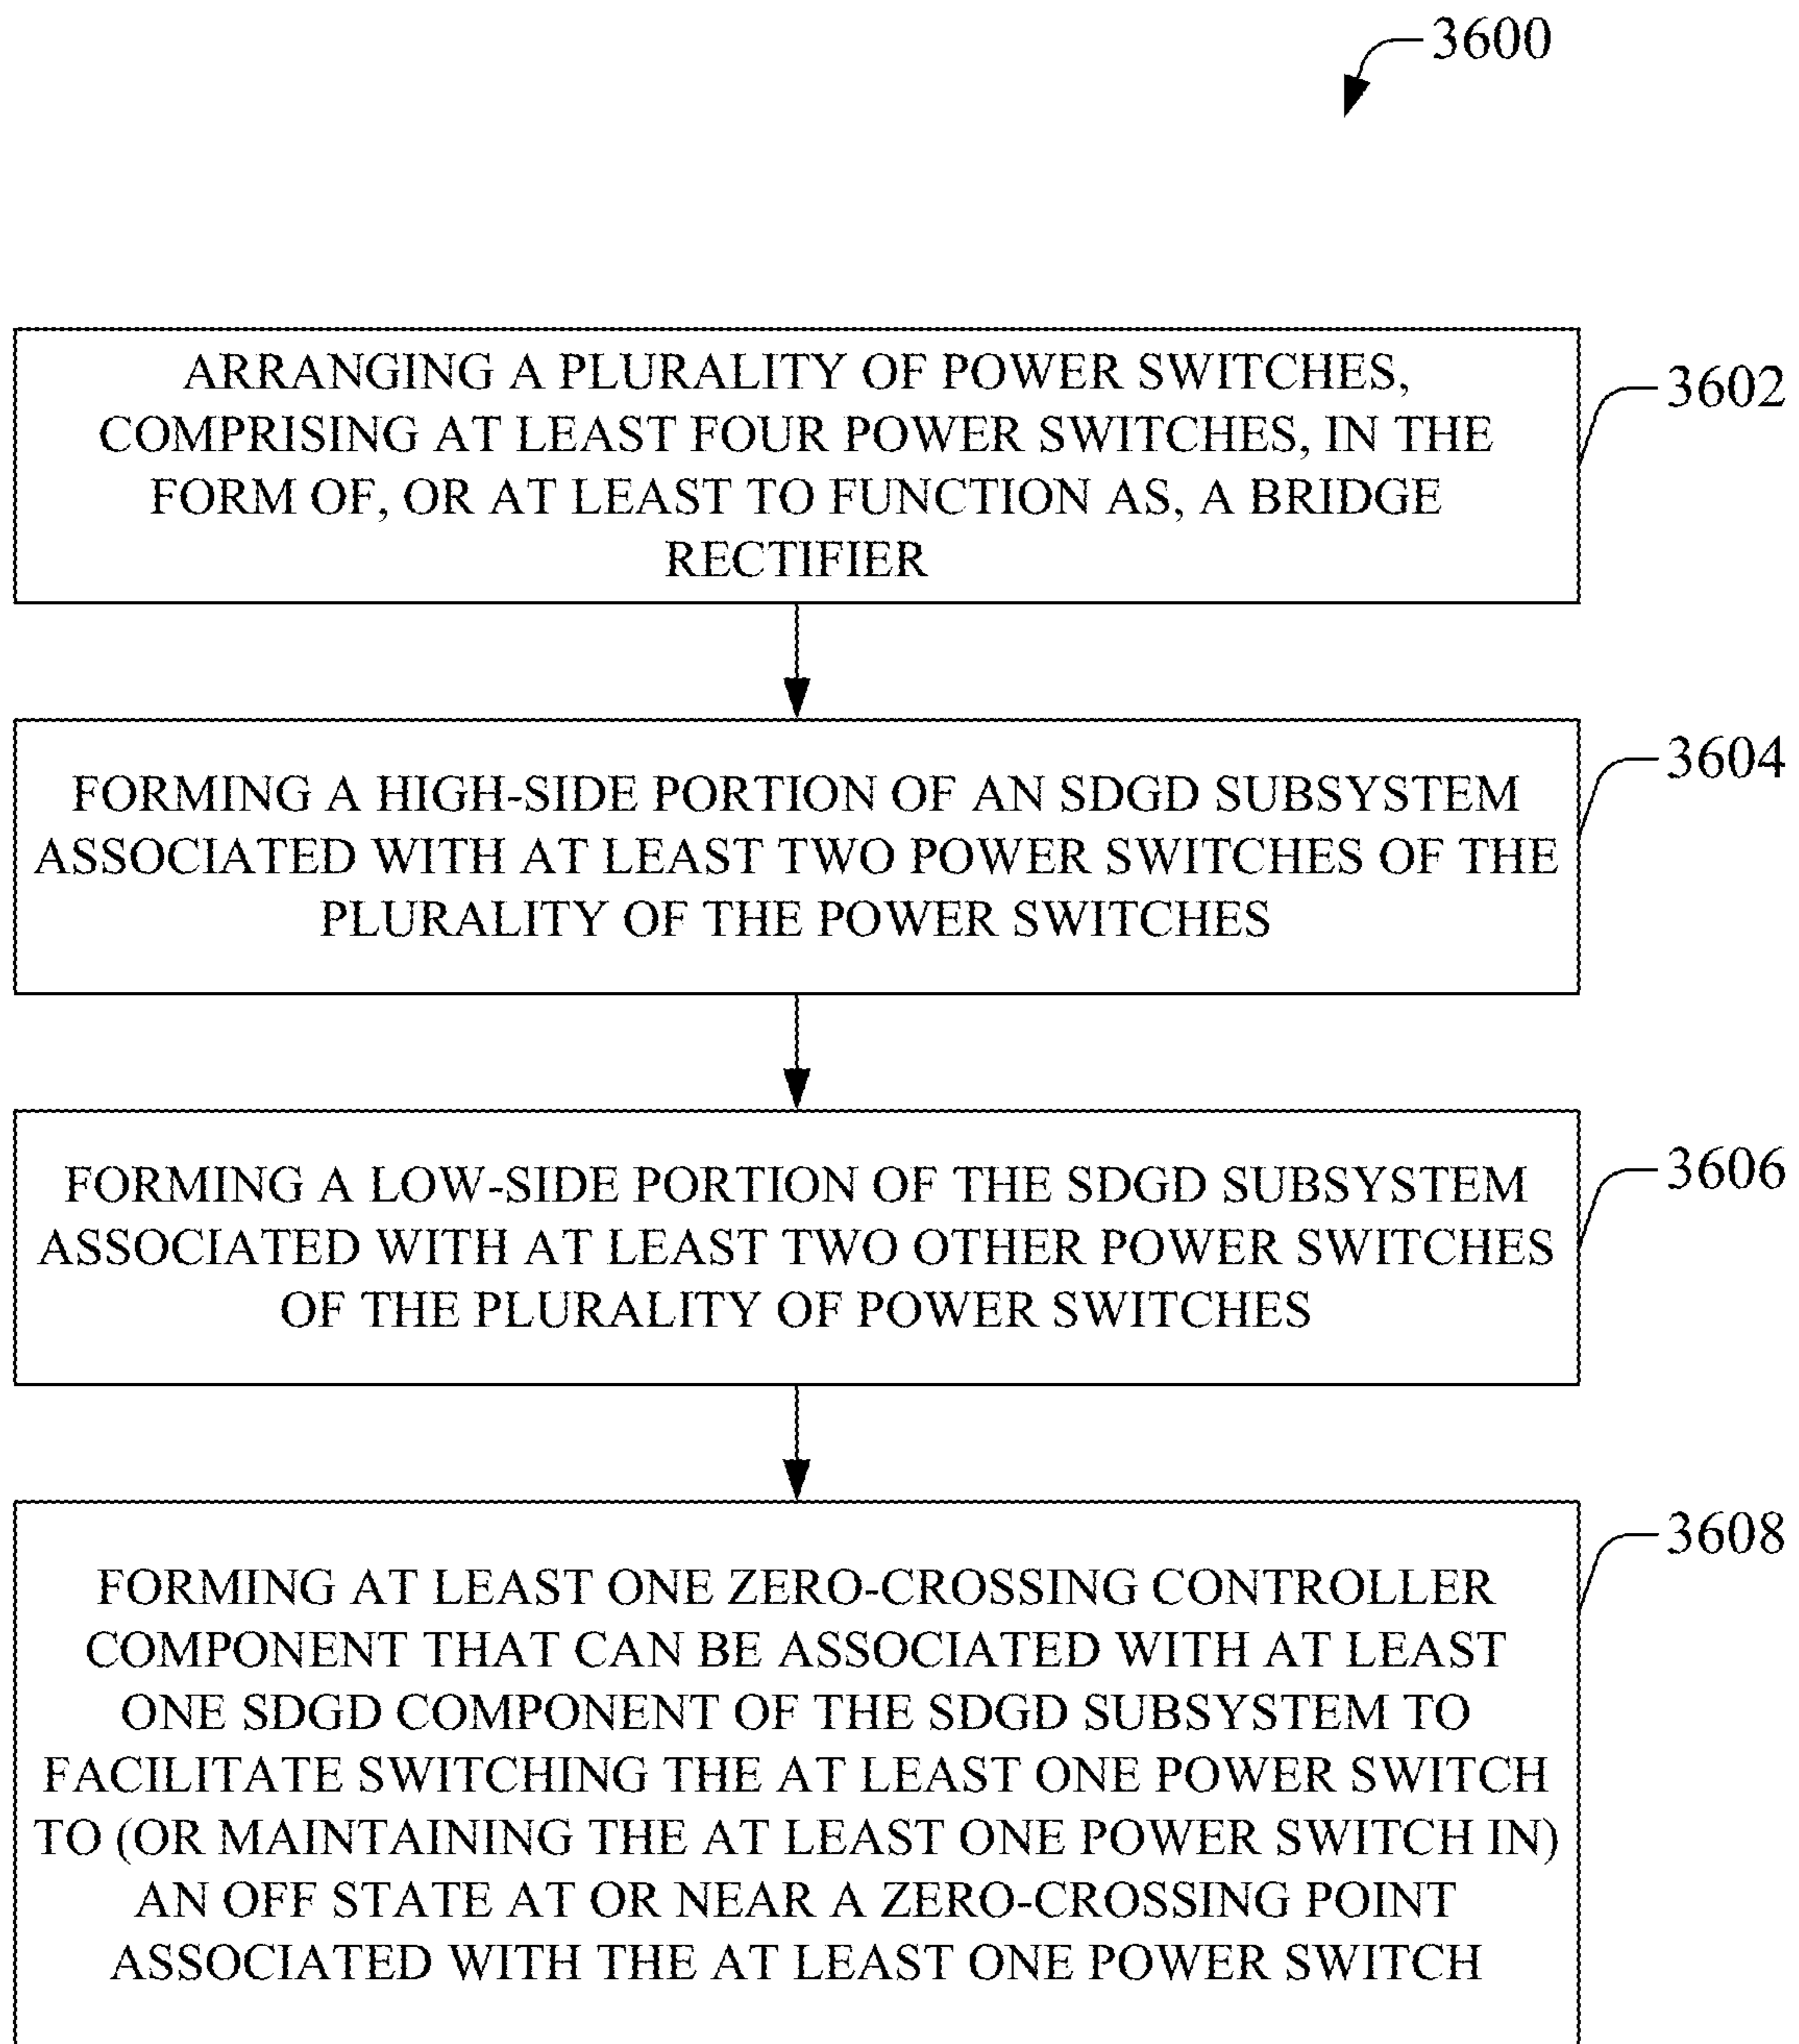 3600
ARRANGING A PLURALITY OF POWER SWITCHES,
COMPRISING AT LEAST FOUR POWER SWITCHES, IN THE
FORM OF, OR AT LEAST TO FUNCTION AS, A BRIDGE
RECTIFIER
3602
FORMING A HIGH-SIDE PORTION OF AN SDGD SUBSYSTEM
ASSOCIATED WITH AT LEAST TWO POWER SWITCHES OF THE
PLURALITY OF THE POWER SWITCHES
3604
FORMING A LOW-SIDE PORTION OF THE SDGD SUBSYSTEM
ASSOCIATED WITH AT LEAST TWO OTHER POWER SWITCHES
OF THE PLURALITY OF POWER SWITCHES
3606
FORMING AT LEAST ONE ZERO-CROSSING CONTROLLER
COMPONENT THAT CAN BE ASSOCIATED WITH AT LEAST
ONE SDGD COMPONENT OF THE SDGD SUBSYSTEM TO
FACILITATE SWITCHING THE AT LEAST ONE POWER SWITCH
TO (OR MAINTAINING THE AT LEAST ONE POWER SWITCH IN)
AN OFF STATE AT OR NEAR A ZERO-CROSSING POINT
ASSOCIATED WITH THE AT LEAST ONE POWER SWITCH
3608